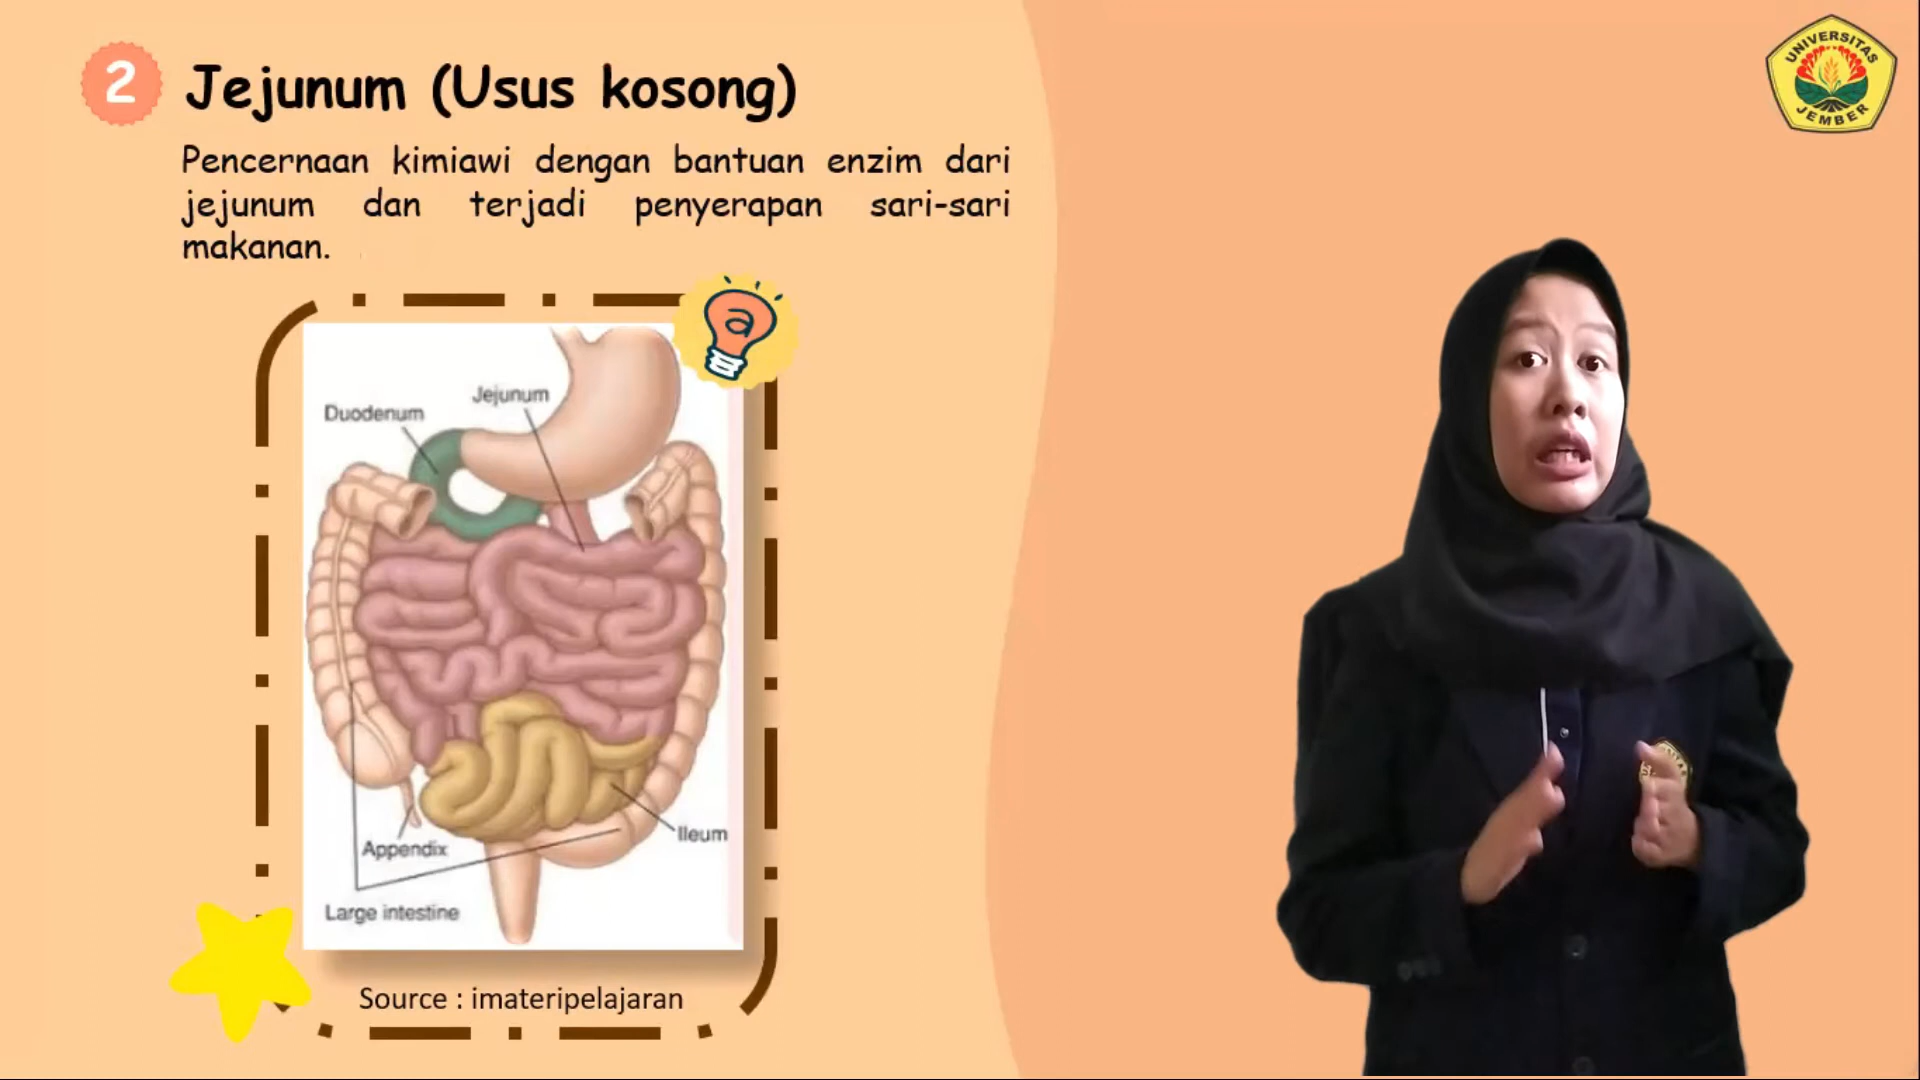 2 Jejunum (Usus kosong)
Pencernaan kimiawi dengan bantuan enzim dari
jejunum dan terjadi penyerapan sari-sari
makanan.
UNIVERSITAS
JEMBER
a
Jejunum
Duodenum
Ileum
Appendix
Large intestine
Source : imateripelajaran